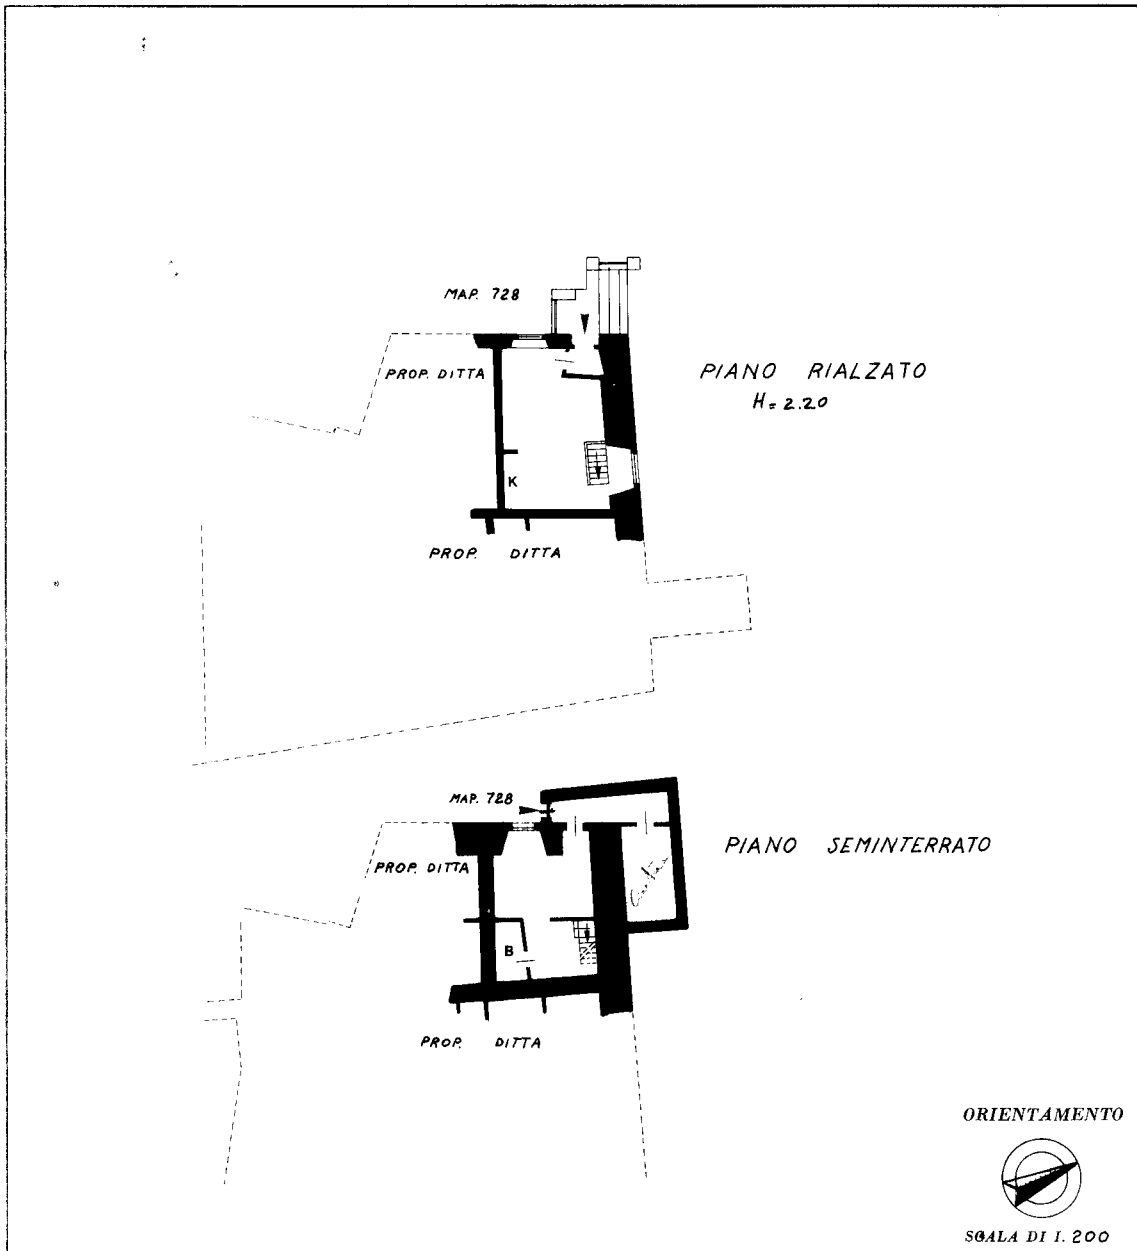 MAP. 728
PROP. DITTA
PIANO RIALZATO
H= 2.20
K
PROP. DITTA
MAP. 728
PIANO SEMINTERRATO
PROP. DITTA
Cantina
B
PROP. DITTA
ORIENTAMENTO
SCALA DI 1. 200